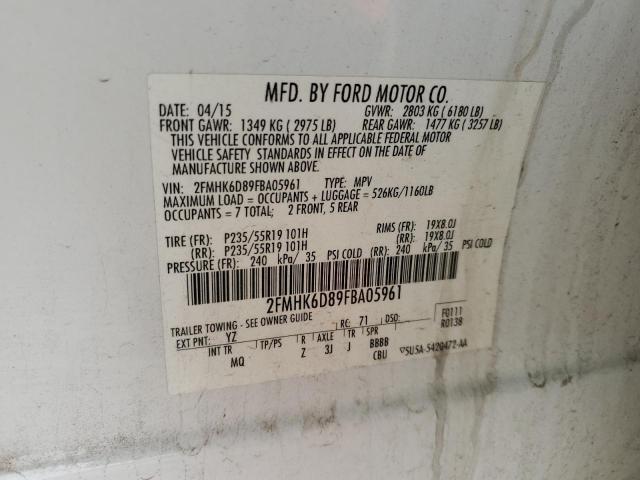 MFD. BY FORD MOTOR CO.
DATE: 04/15 GVWR: 2803 KG ( 6180 LB)
FRONT GAWR: 1349 KG ( 2975 LB) REAR GAWR: 1477 KG ( 3257 LB)
THIS VEHICLE CONFORMS TO ALL APPLICABLE FEDERAL MOTOR
VEHICLE SAFETY STANDARDS IN EFFECT ON THE DATE OF
MANUFACTURE SHOWN ABOVE.
VIN: 2FMHK6D89FBA05961 TYPE: MPV
MAXIMUM LOAD = OCCUPANTS + LUGGAGE = 526KG/1160LB
OCCUPANTS = 7 TOTAL; 2 FRONT, 5 REAR
TIRE (FR): P235/55R19 101H RIMS (FR): 19X8.0J
(RR): P235/55R19 101H (RR): 19X8.0J
PRESSURE (FR): 240 kPa/ 35 PSI COLD (RR): 240 kPa/ 35 PSI COLD
2FMHK6D89FBA05961
TRAILER TOWING - SEE OWNER GUIDE F0111
R0138
EXT PNT: YZ RC: 71 DSO:
INT TR TP/PS R AXLE TR SPR
MQ Z 3J J BBBB
CBU 5U5A-5420472-AA